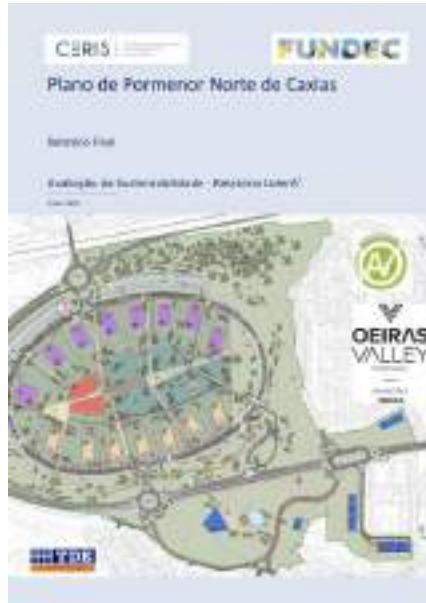 CERIS
FUNDEC
Plano de Pormenor Norte de Caxias
Relatório Final
Avaliação da Sustentabilidade - Relatório LiderA
OEIRAS
VALLEY